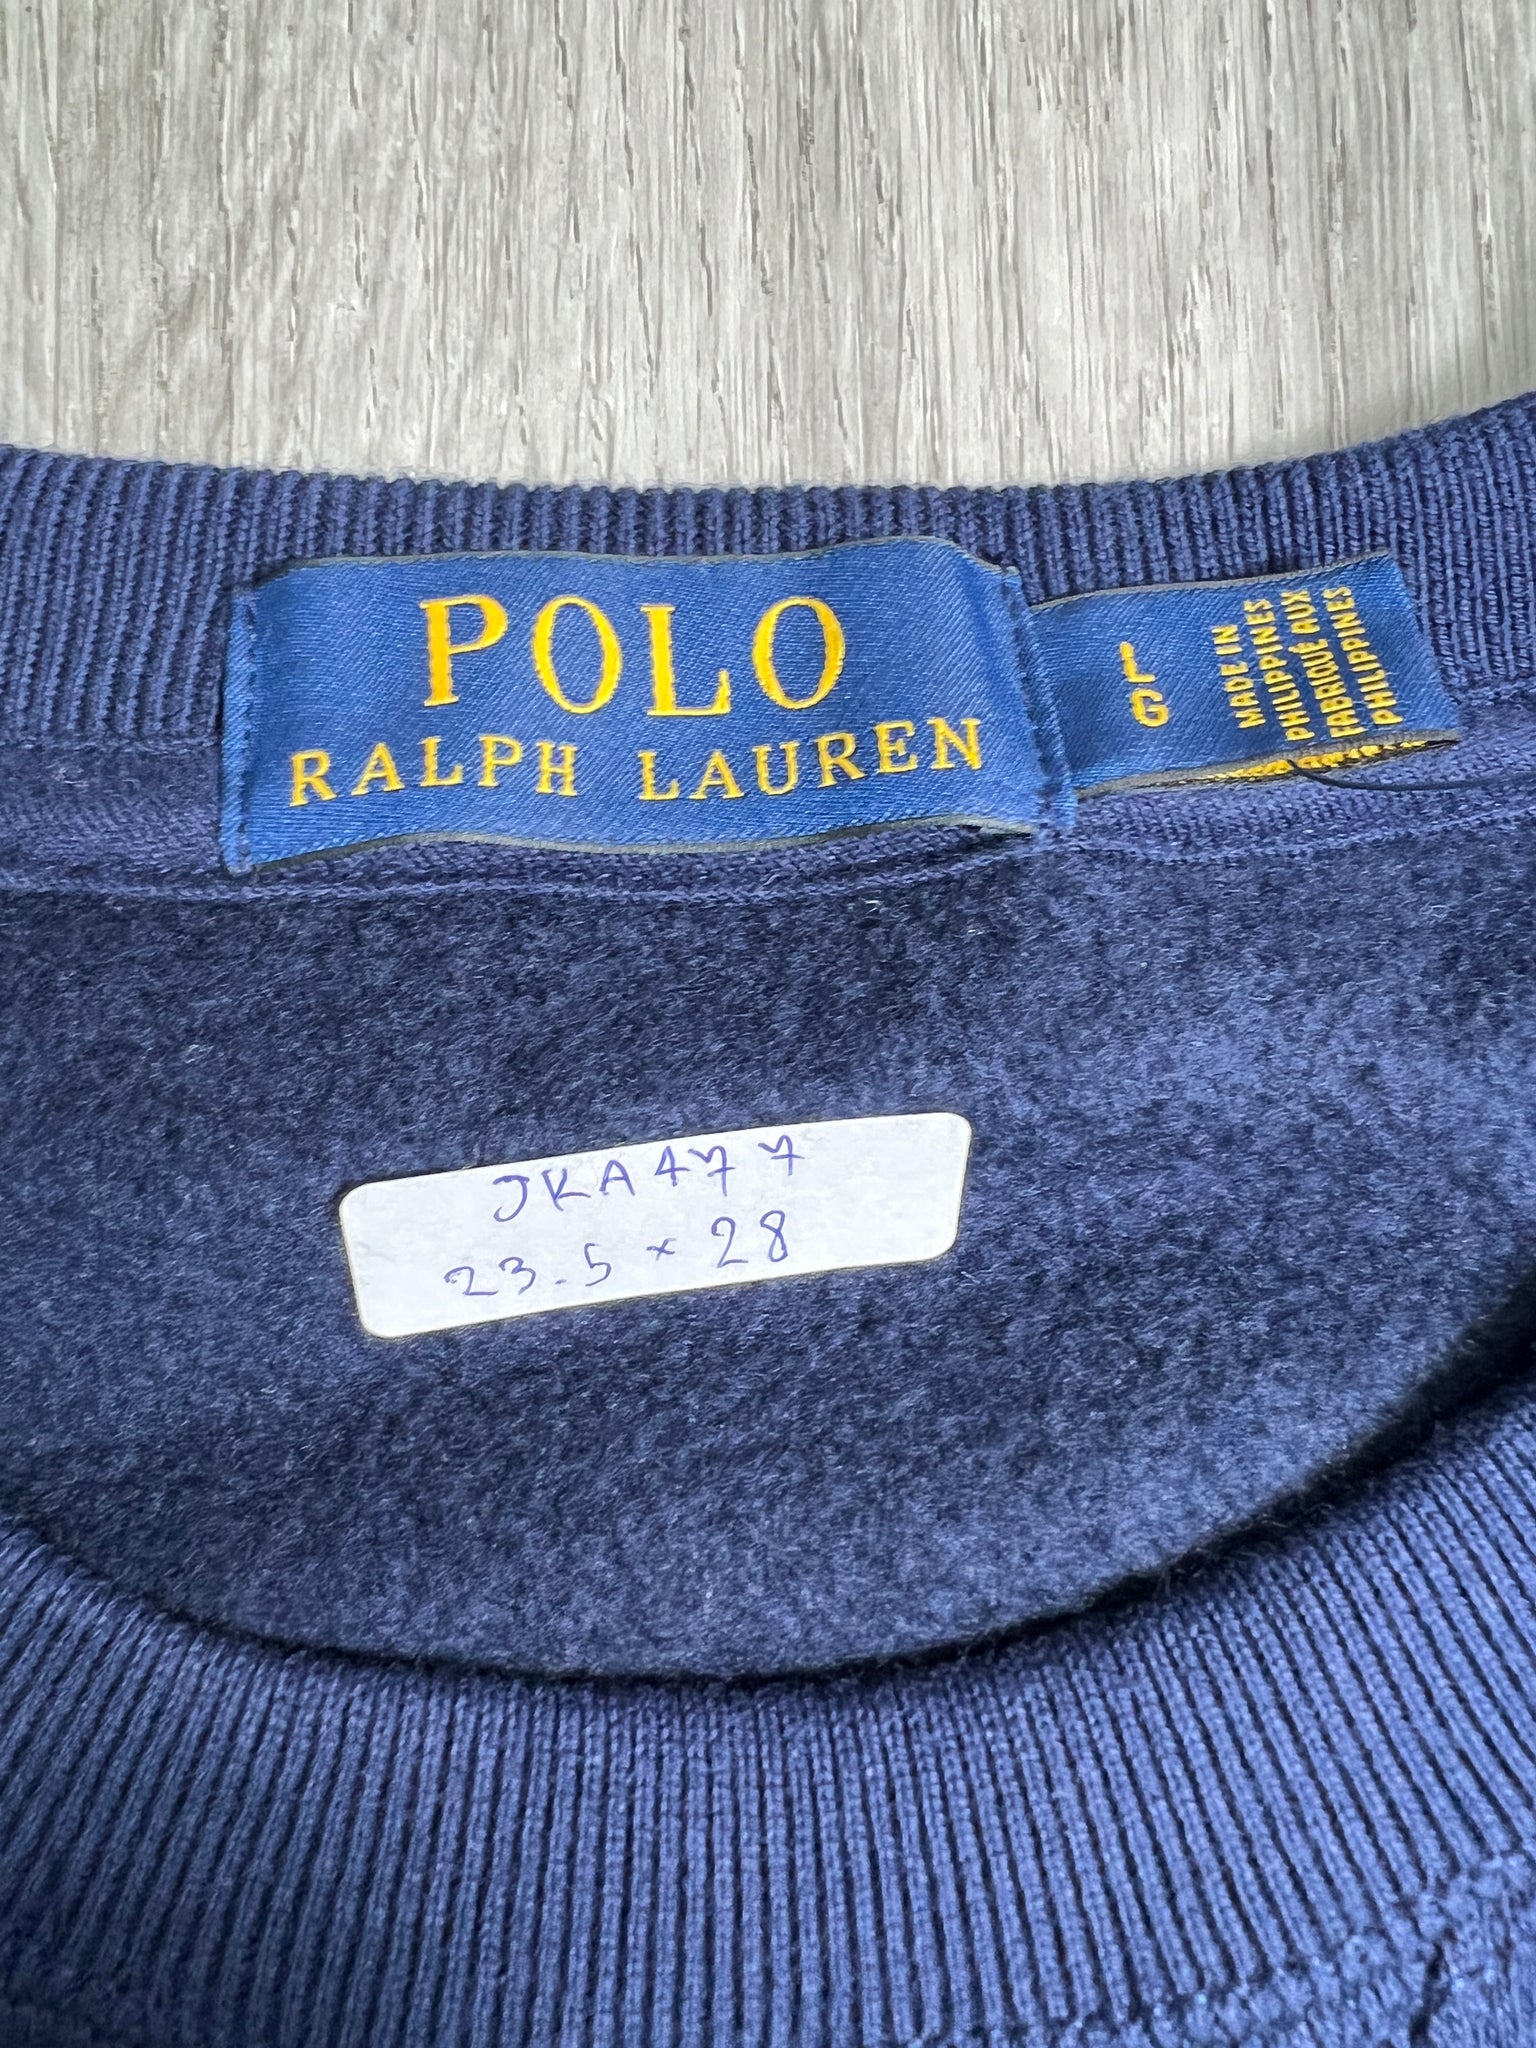 POLO
RALPH LAUREN
L
G
MADE IN
PHILIPPINES
FABRIQUÉ AUX
PHILIPPINES
JKA477
23.5 × 28